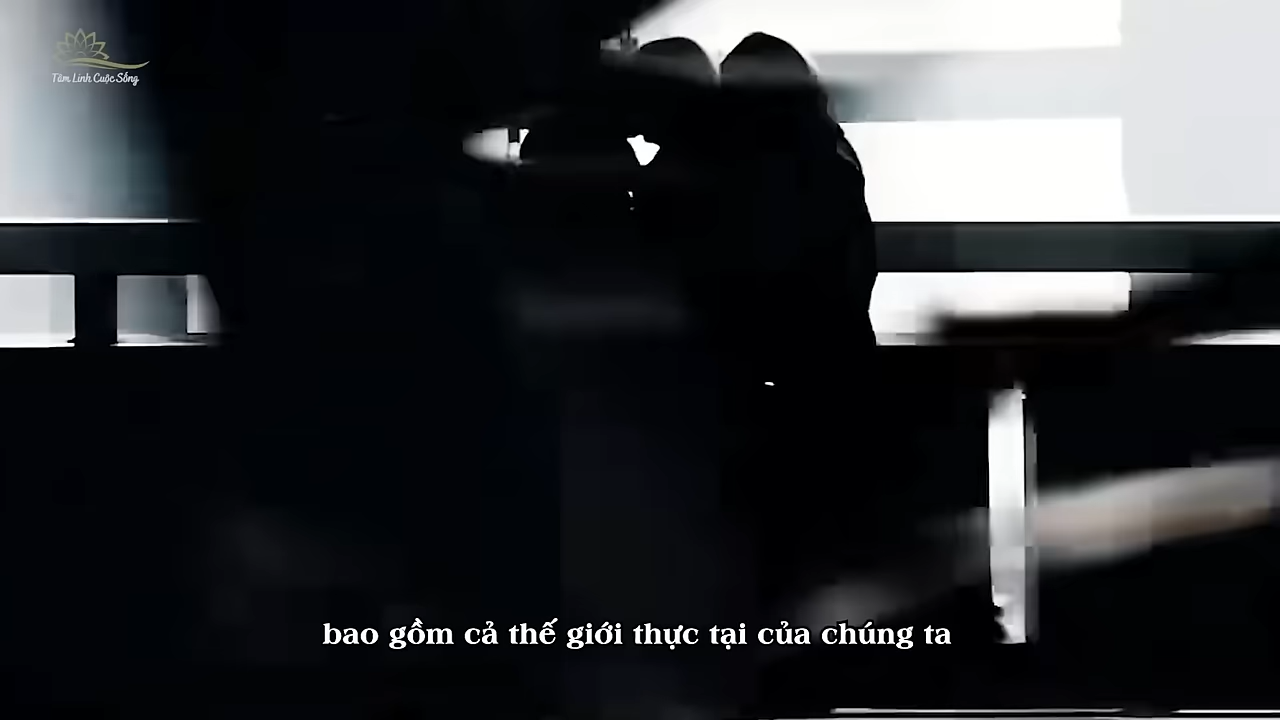 Tâm Linh Cuộc Sống
bao gồm cả thế giới thực tại của chúng ta